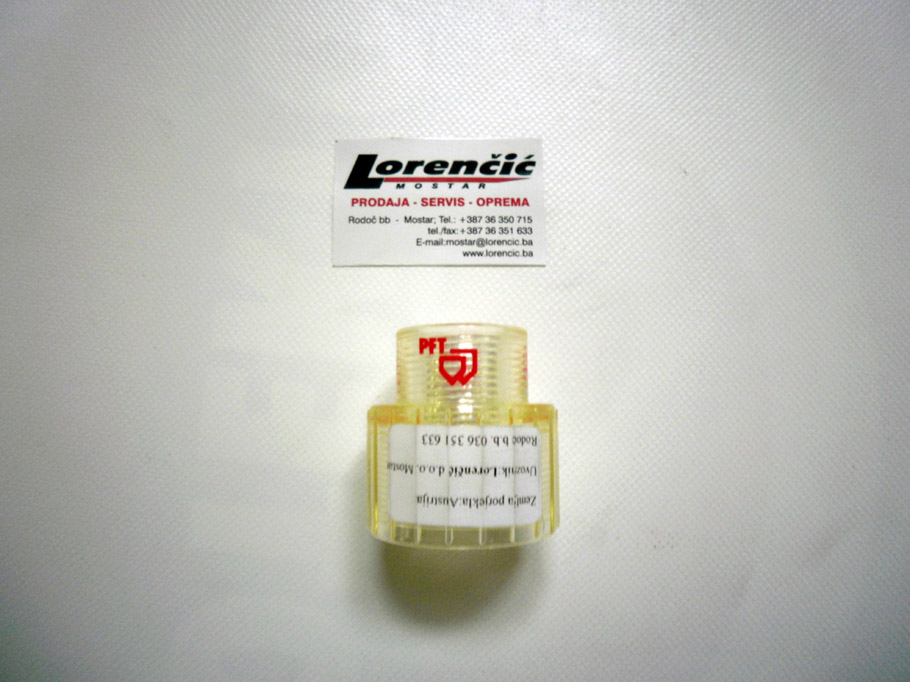 Lorenčić
MOSTAR
PRODAJA - SERVIS - OPREMA
Rodoč bb - Mostar; Tel.: +387 36 350 715
tel./fax: +387 36 351 633
E-mail:mostar@lorencic.ba
www.lorencic.ba
PFT
Zemlja porjekla:Austrija
Uvoznik:Lorenčić d.o.o. Mostar
Rodoč b.b. 036 351 633